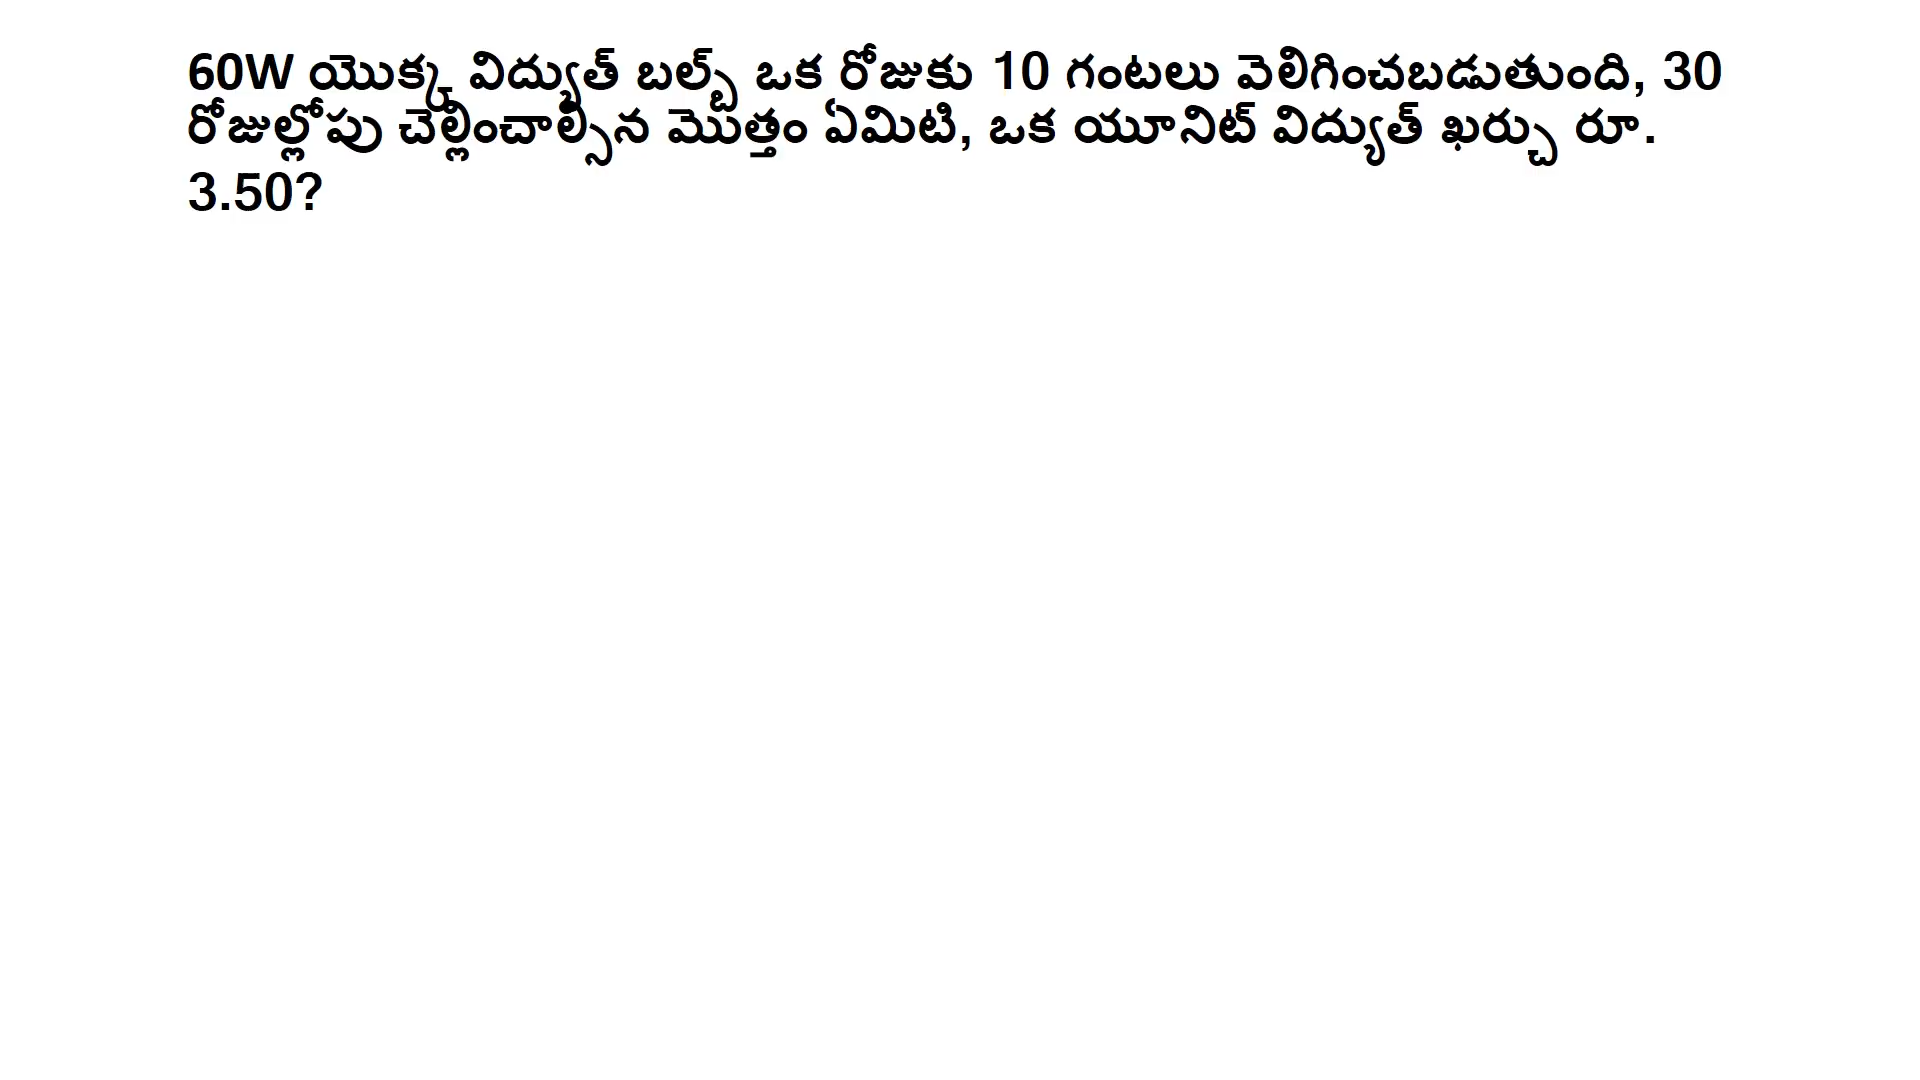 60W యొక్క విద్యుత్ బల్బ్ ఒక రోజుకు 10 గంటలు వెలిగించబడుతుంది, 30
రోజుల్లోపు చెల్లించాల్సిన మొత్తం ఏమిటి, ఒక యూనిట్ విద్యుత్ ఖర్చు రూ.
3.50?